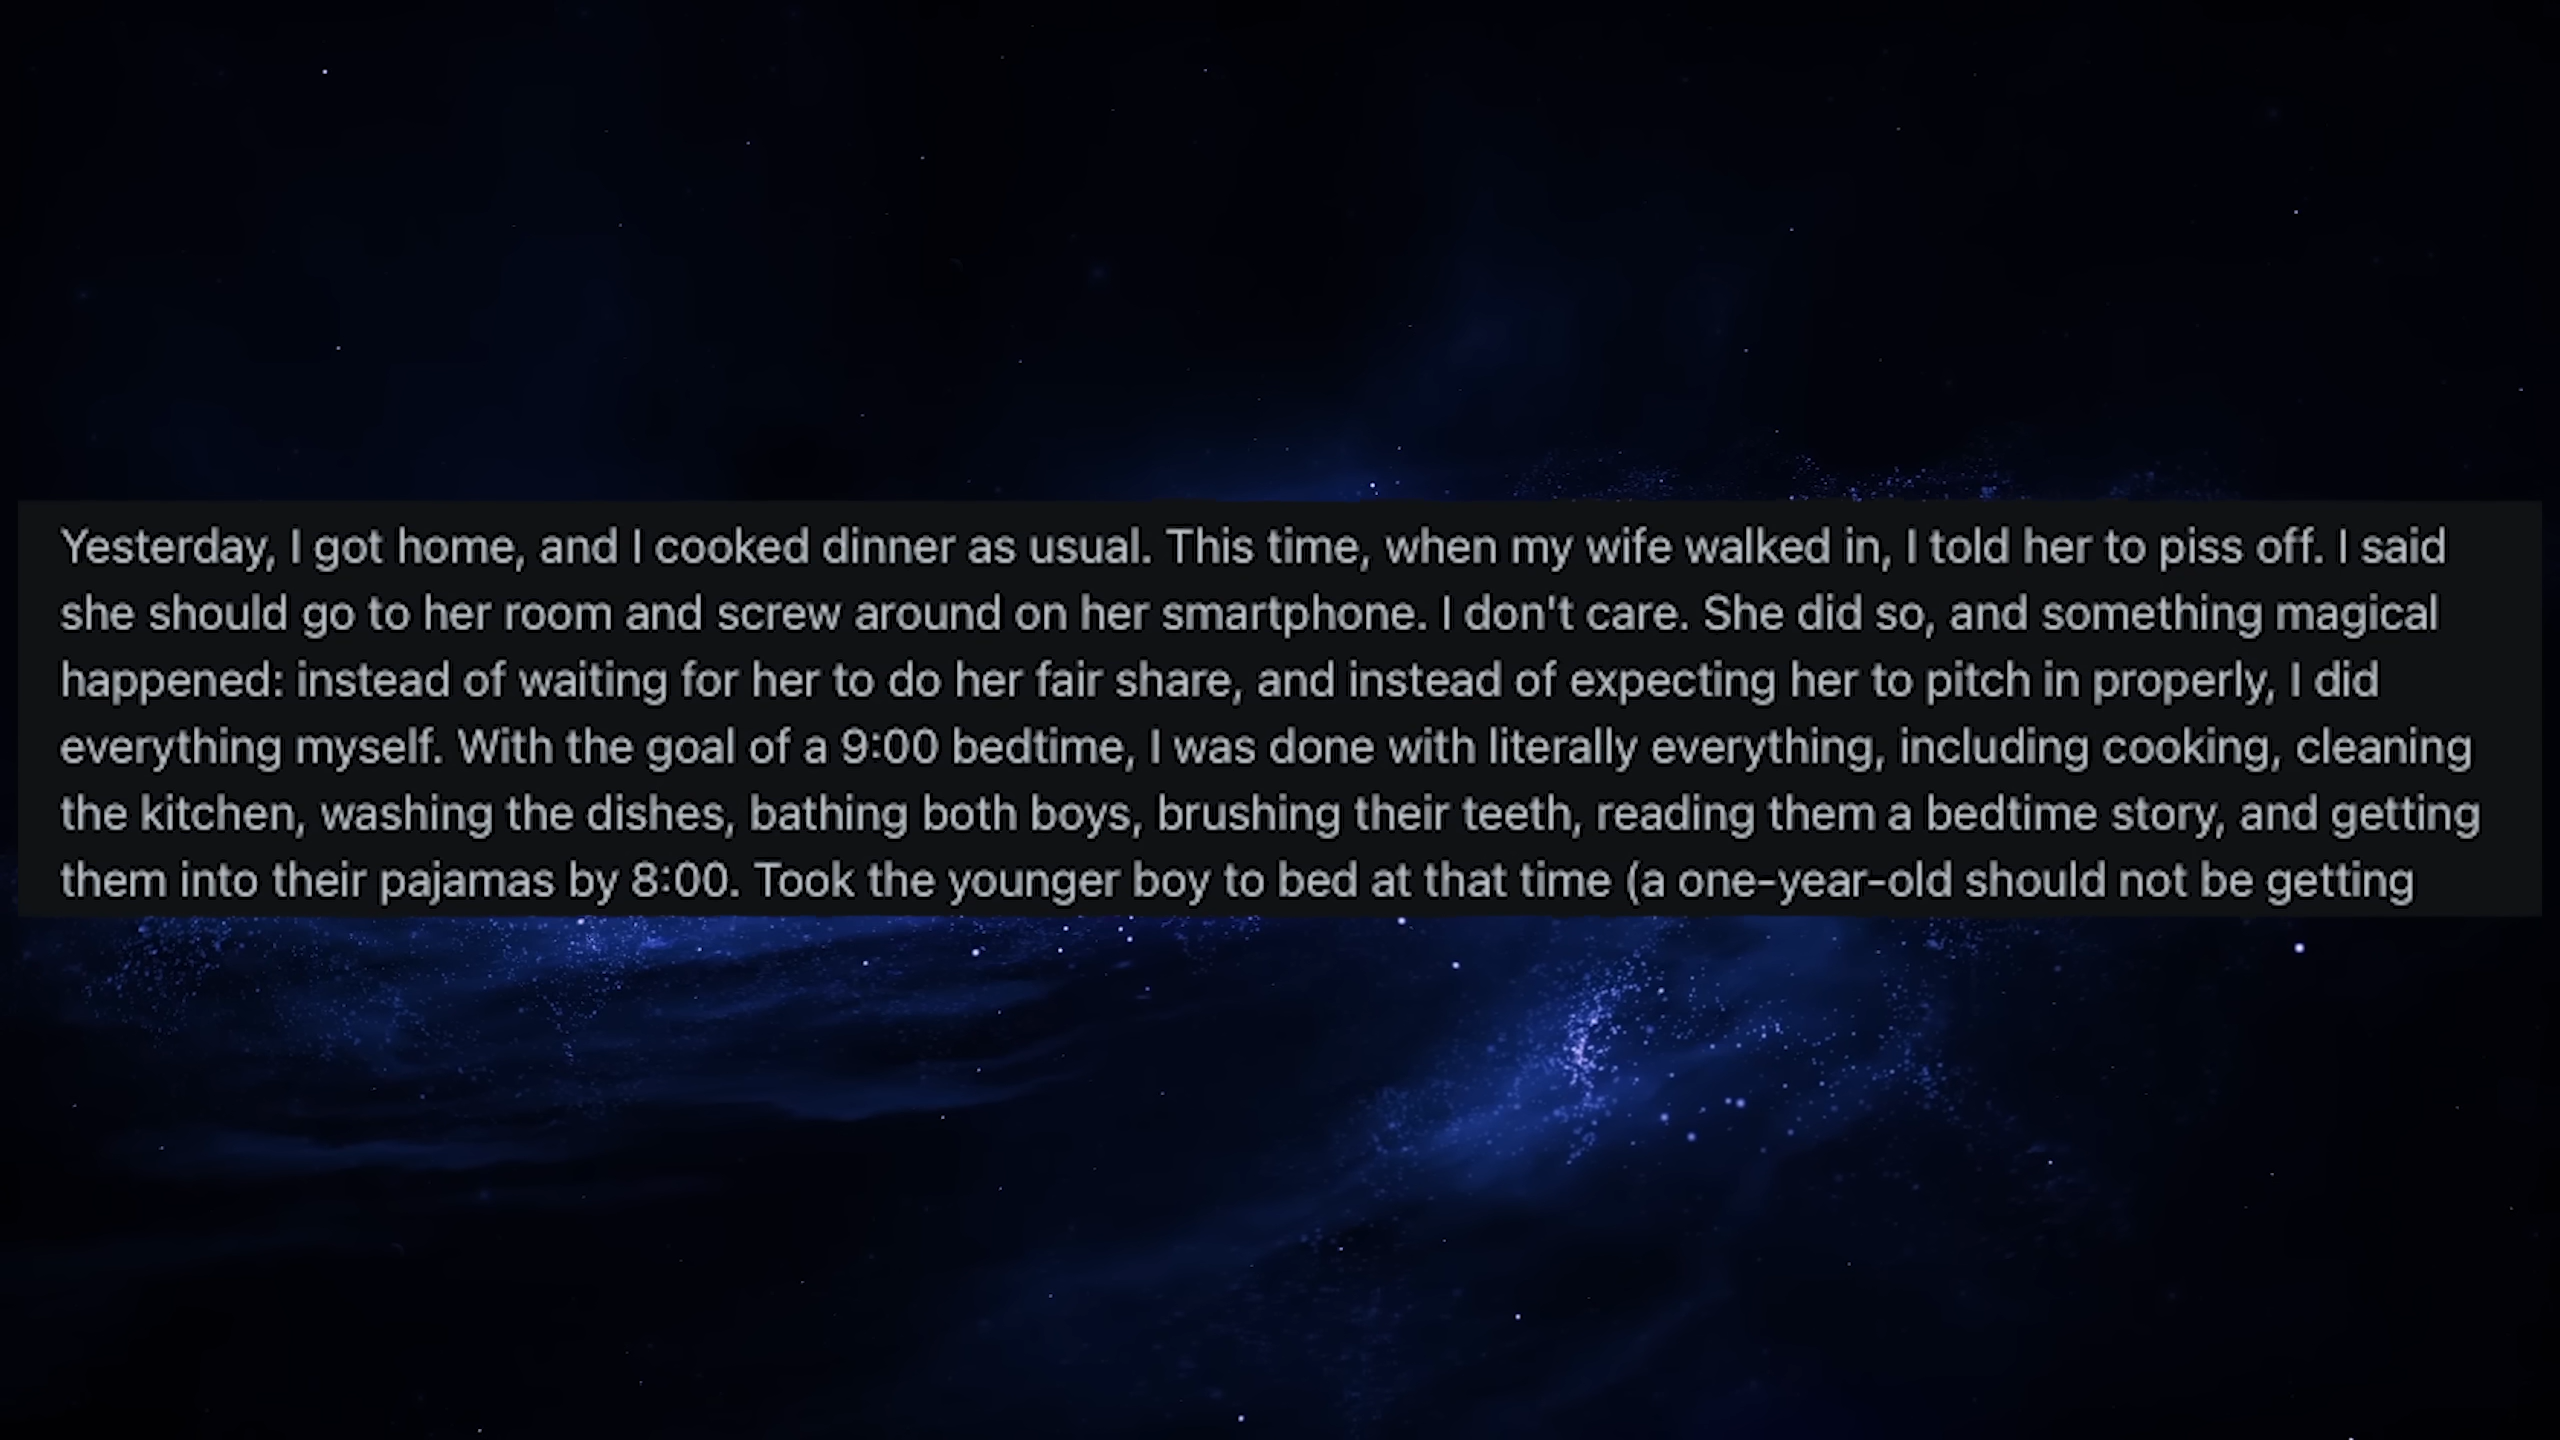 Yesterday, I got home, and I cooked dinner as usual. This time, when my wife walked in, I told her to piss off. I said
she should go to her room and screw around on her smartphone. I don't care. She did so, and something magical
happened: instead of waiting for her to do her fair share, and instead of expecting her to pitch in properly, I did
everything myself. With the goal of a 9:00 bedtime, I was done with literally everything, including cooking, cleaning
the kitchen, washing the dishes, bathing both boys, brushing their teeth, reading them a bedtime story, and getting
them into their pajamas by 8:00. Took the younger boy to bed at that time (a one-year-old should not be getting